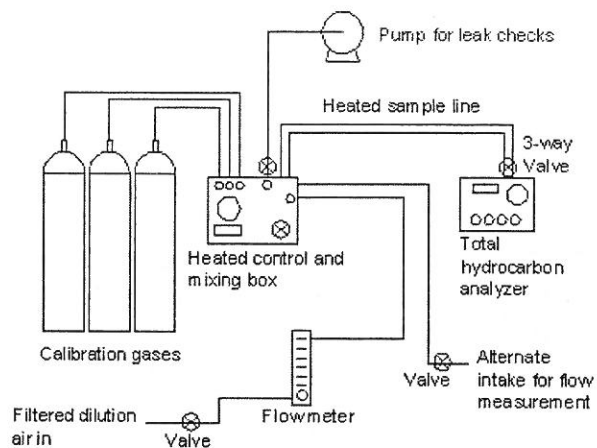 Pump for leak checks
Heated sample line
3-way
Valve
Heated control and
mixing box
Total
hydrocarbon
analyzer
Calibration gases
Alternate
intake for flow
measurement
Valve
Flowmeter
Filtered dilution
air in
Valve